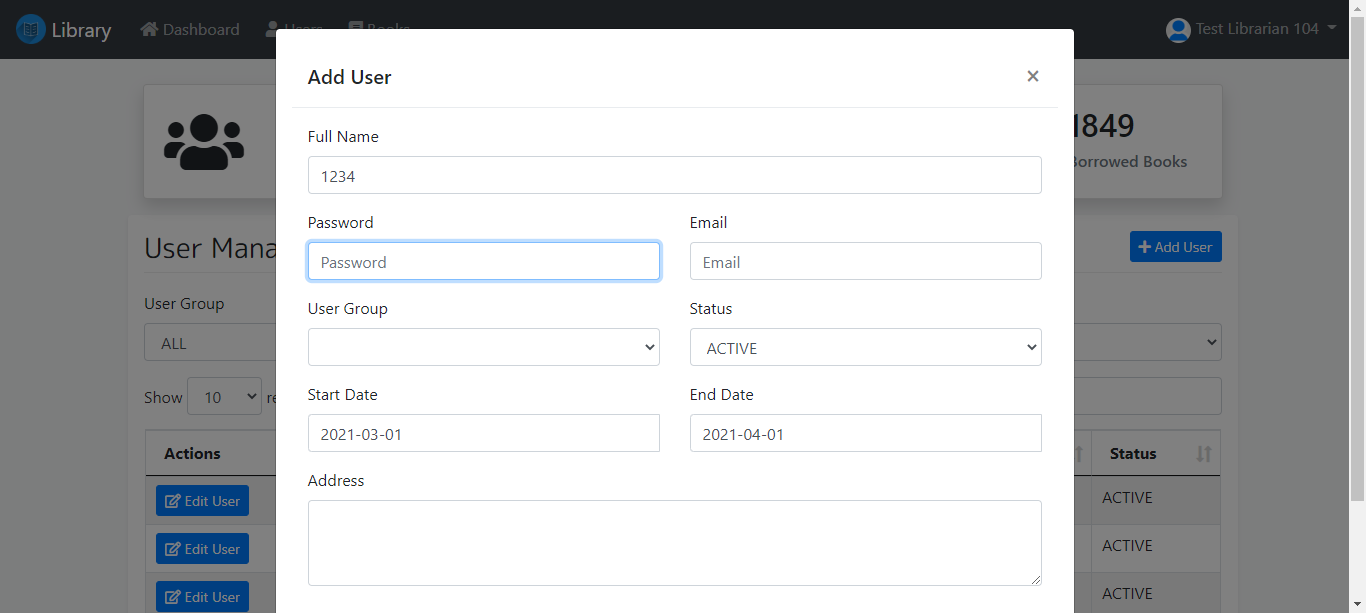 Library Dashboard Users Books Test Librarian 104
Add User ×
Full Name
1234
1849
Borrowed Books
Password Email
Password Email
User Mana
Add User
User Group Status
User Group
ALL
ACTIVE
Start Date End Date
Show 10 re
2021-03-01 2021-04-01
Actions Status
Address
Edit User ACTIVE
Edit User ACTIVE
Edit User ACTIVE